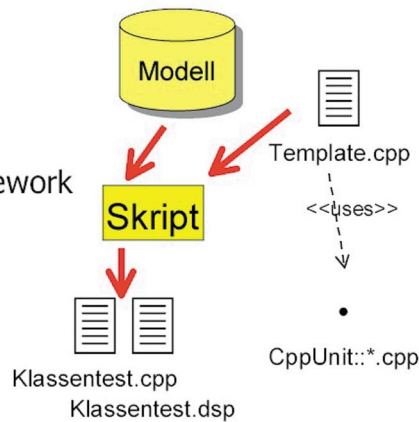 Modell
Template.cpp
ework
<<uses>>
Skript
CppUnit::*.cpp
Klassentest.cpp
Klassentest.dsp